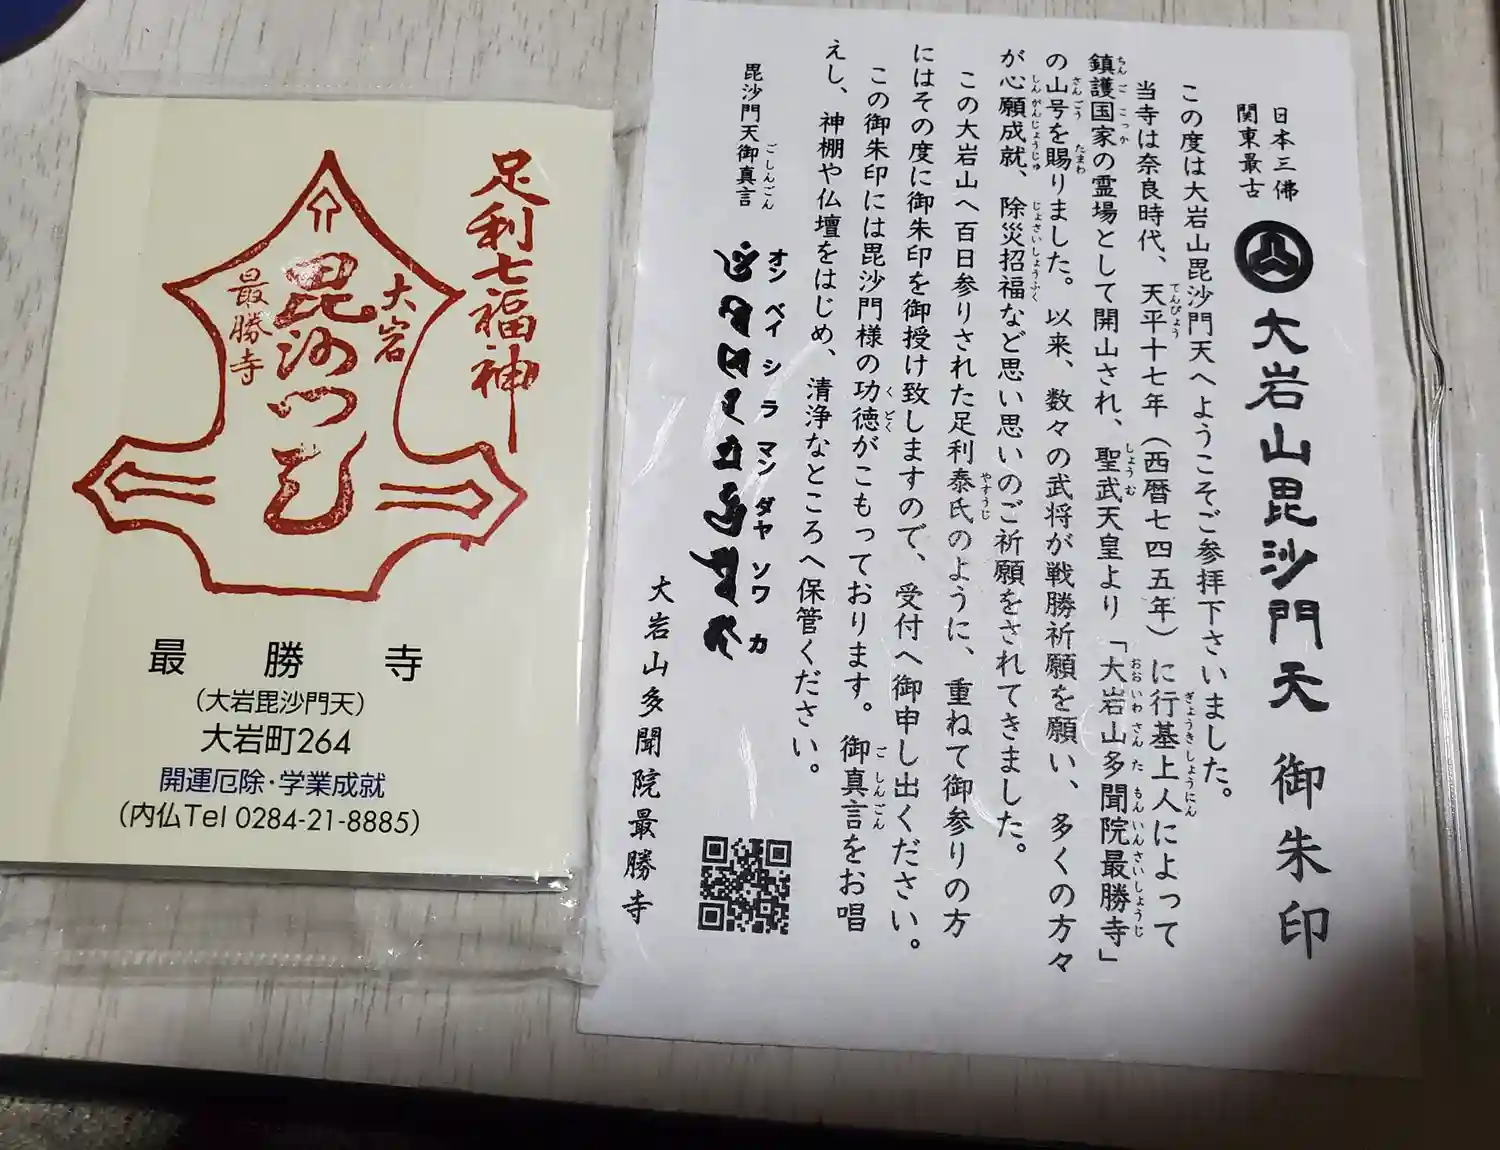 足利七福神
大岩
毘沙門天
最勝寺
最勝寺
(大岩毘沙門天)
大岩町264
開運厄除・学業成就
(内仏Tel 0284-21-8885)
日本三佛
関東最古
大岩山毘沙門天 御朱印
この度は大岩山毘沙門天へようこそご参拝下さいました。
当寺は奈良時代、天平十七年(西暦七四五年)に行基上人によって
鎮護国家の霊場として開山され、聖武天皇より「大岩山多聞院最勝寺」
の山号を賜りました。以来、数々の武将が戦勝祈願を願い、多くの方々
が心願成就、除災招福など思い思いのご祈願をされてきました。
この大岩山へ百日参りされた足利泰氏のように、重ねて御参りの方
にはその度に御朱印を御授け致しますので、受付へ御申し出ください。
この御朱印には毘沙門様の功徳がこもっております。御真言をお唱
えし、神棚や仏壇をはじめ、清浄なところへ保管ください。
毘沙門天御真言
オン ベイ シ ラ マン ダヤ ソワ カ
大岩山多聞院最勝寺